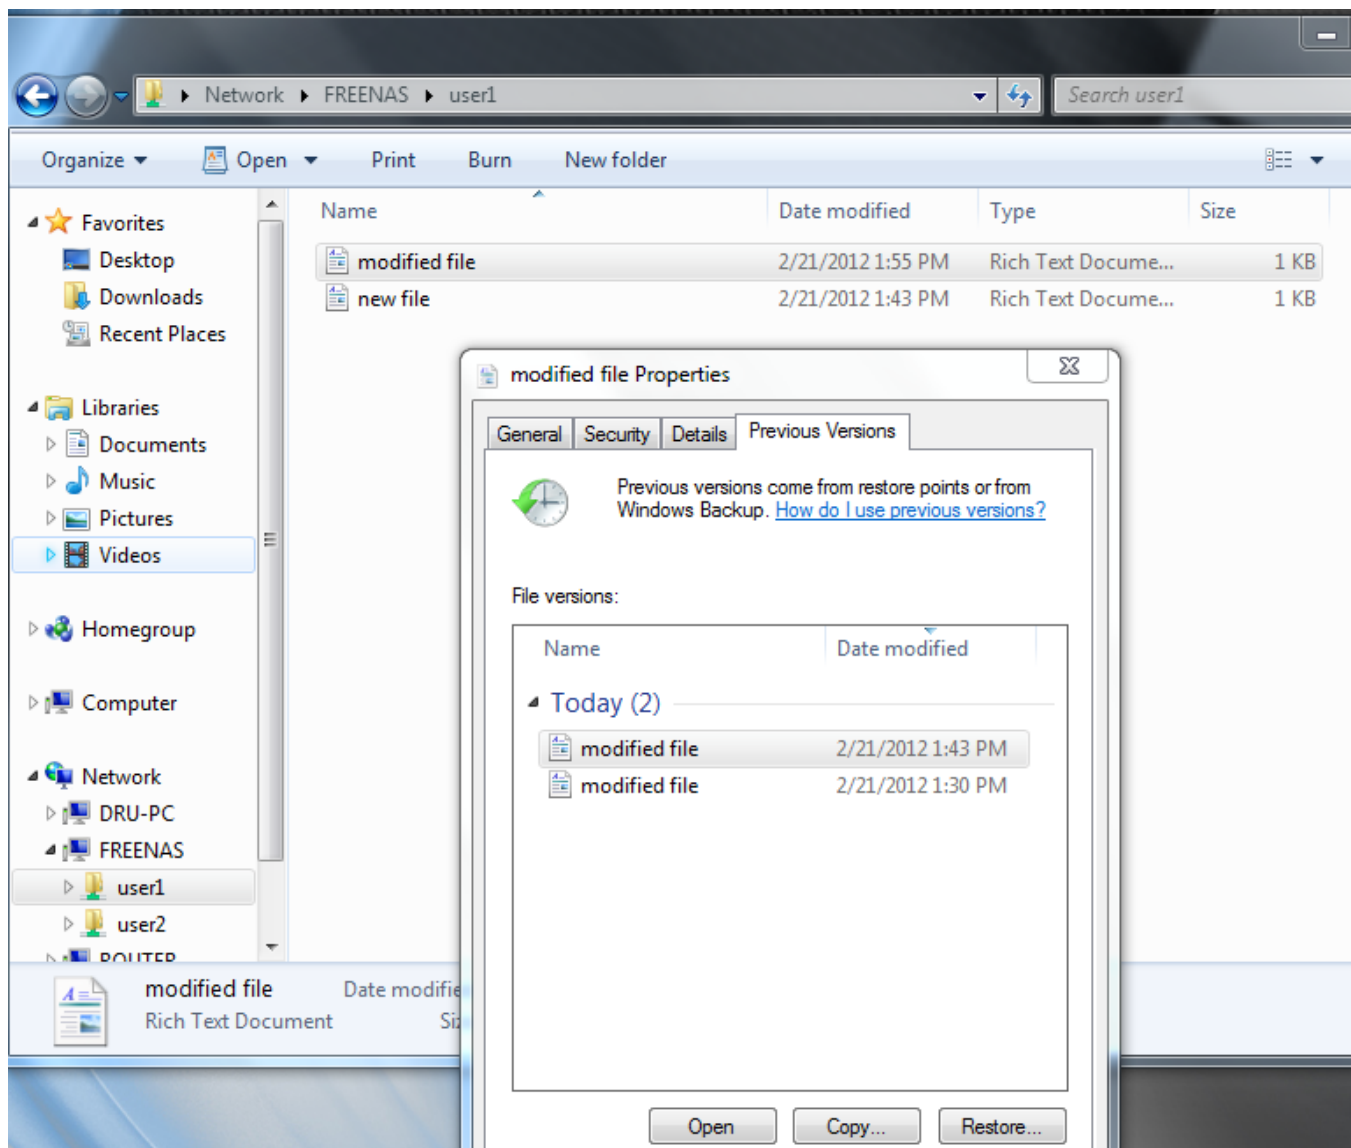 Network FREENAS user1 Search user1
Organize Open Print Burn New folder
Favorites
Desktop
Downloads
Recent Places
Libraries
Documents
Music
Pictures
Videos
Homegroup
Computer
Network
DRU-PC
FREENAS
user1
user2
ROUTER
Name Date modified Type Size
modified file 2/21/2012 1:55 PM Rich Text Docume... 1 KB
new file 2/21/2012 1:43 PM Rich Text Docume... 1 KB
modified file Properties
General Security Details Previous Versions
Previous versions come from restore points or from
Windows Backup. How do I use previous versions?
File versions:
Name Date modified
Today (2)
modified file 2/21/2012 1:43 PM
modified file 2/21/2012 1:30 PM
Open Copy... Restore...
modified file Date modifie
Rich Text Document Siz